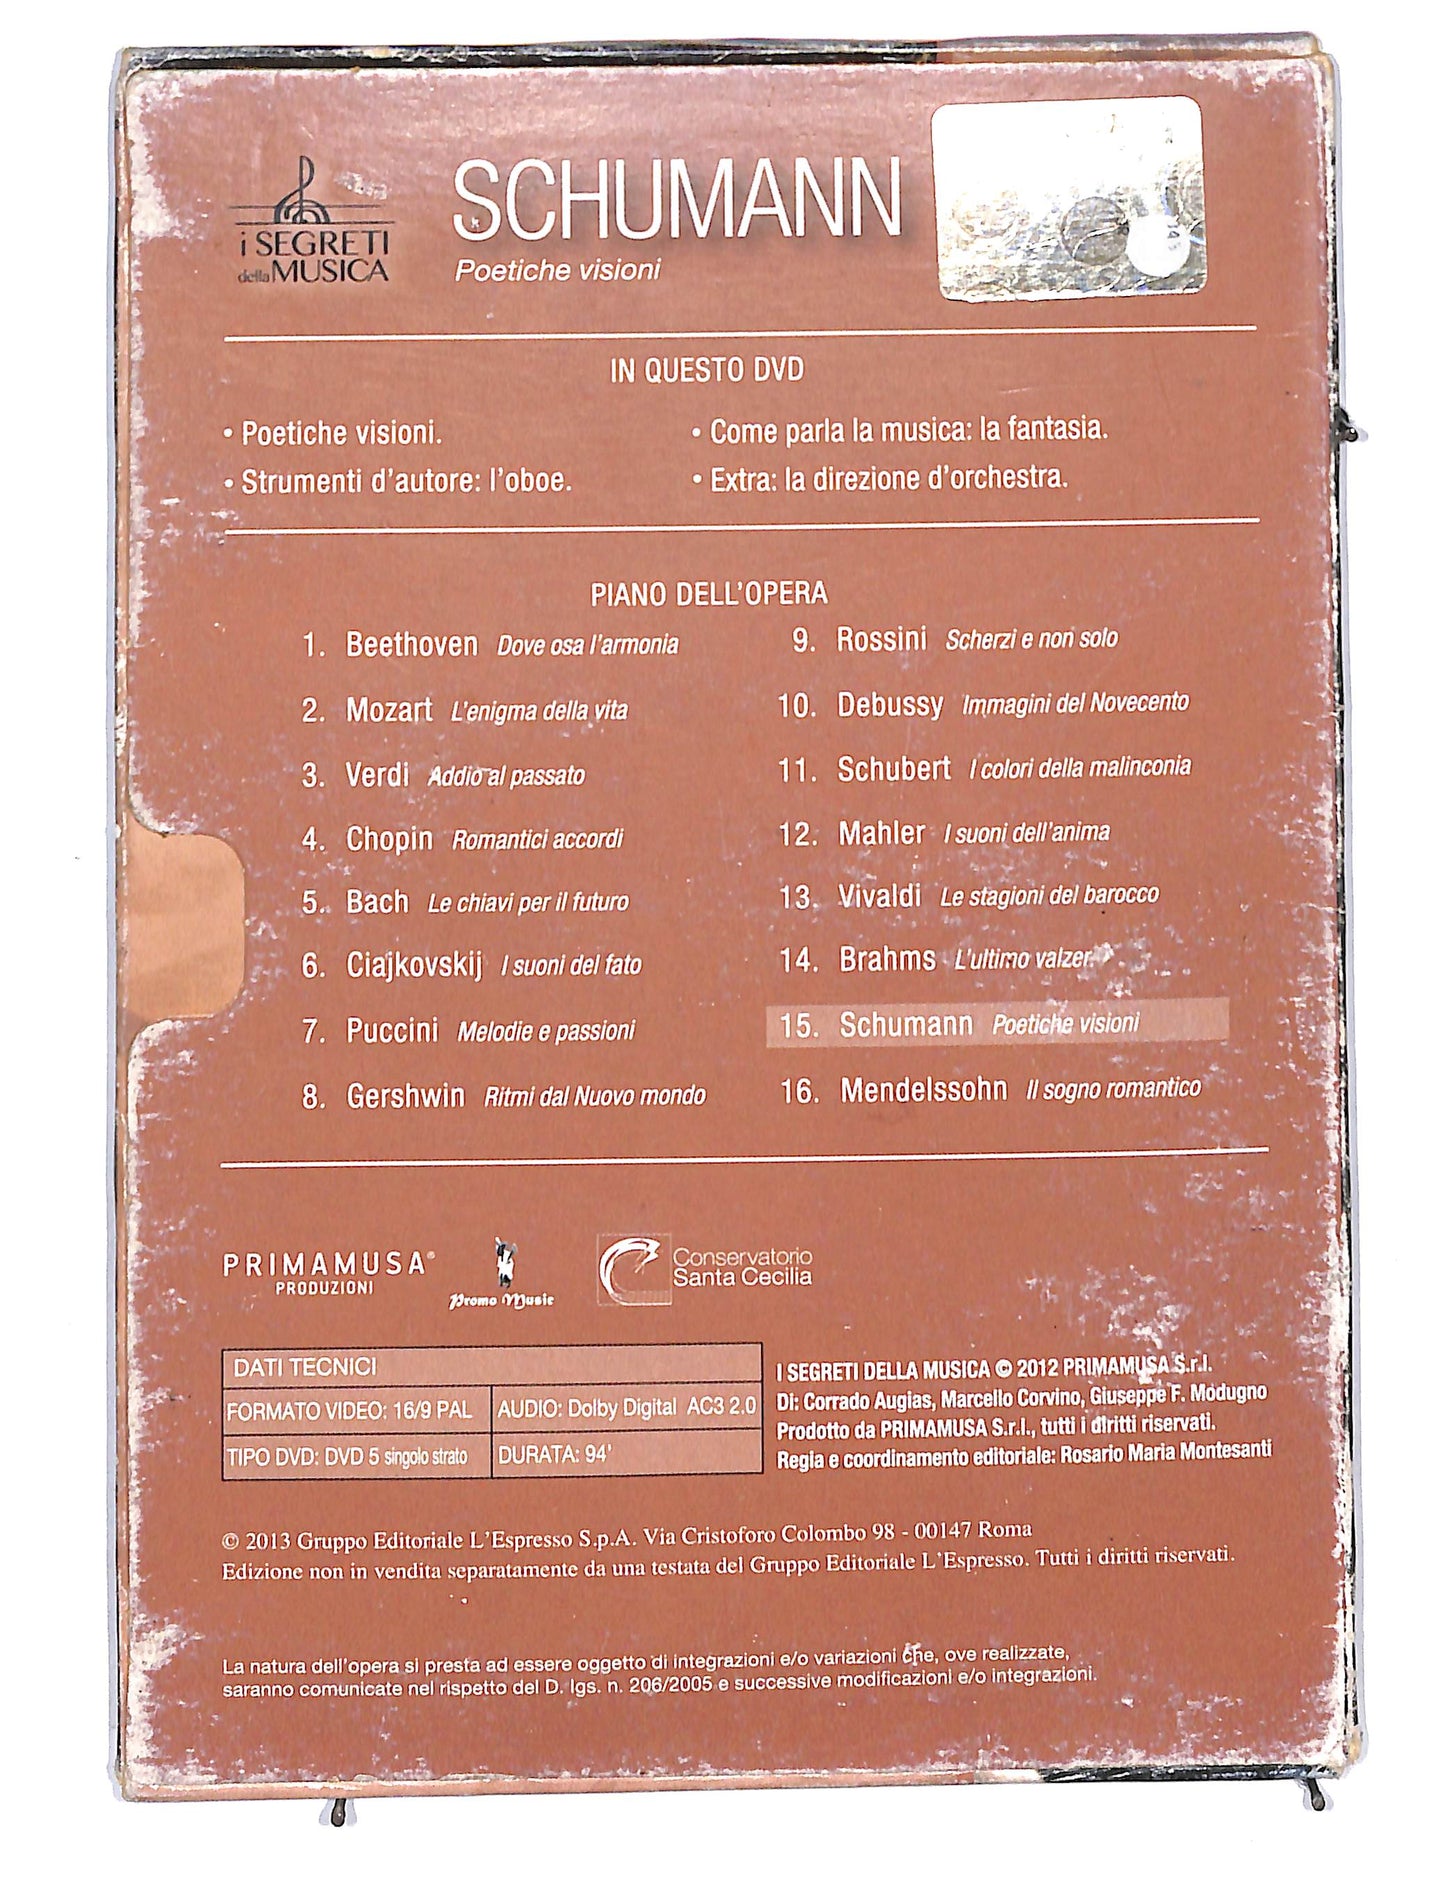 i SEGRETI
della MUSICA
SCHUMANN
Poetiche visioni
IN QUESTO DVD
• Poetiche visioni.
• Strumenti d'autore: l'oboe.
• Come parla la musica: la fantasia.
• Extra: la direzione d'orchestra.
PIANO DELL'OPERA
1. Beethoven Dove osa l'armonia
2. Mozart L'enigma della vita
3. Verdi Addio al passato
4. Chopin Romantici accordi
5. Bach Le chiavi per il futuro
6. Ciajkovskij I suoni del fato
7. Puccini Melodie e passioni
8. Gershwin Ritmi dal Nuovo mondo
9. Rossini Scherzi e non solo
10. Debussy Immagini del Novecento
11. Schubert I colori della malinconia
12. Mahler I suoni dell'anima
13. Vivaldi Le stagioni del barocco
14. Brahms L'ultimo valzer
15. Schumann Poetiche visioni
16. Mendelssohn Il sogno romantico
PRIMAMUSA®
PRODUZIONI
Promo Music
Conservatorio
Santa Cecilia
DATI TECNICI
FORMATO VIDEO: 16/9 PAL AUDIO: Dolby Digital AC3 2.0
TIPO DVD: DVD 5 singolo strato DURATA: 94'
I SEGRETI DELLA MUSICA © 2012 PRIMAMUSA S.r.l.
Di: Corrado Augias, Marcello Corvino, Giuseppe F. Modugno
Prodotto da PRIMAMUSA S.r.l., tutti i diritti riservati.
Regia e coordinamento editoriale: Rosario Maria Montesanti
© 2013 Gruppo Editoriale L'Espresso S.p.A. Via Cristoforo Colombo 98 - 00147 Roma
Edizione non in vendita separatamente da una testata del Gruppo Editoriale L'Espresso. Tutti i diritti riservati.
La natura dell'opera si presta ad essere oggetto di integrazioni e/o variazioni che, ove realizzate,
saranno comunicate nel rispetto del D. lgs. n. 206/2005 e successive modificazioni e/o integrazioni.